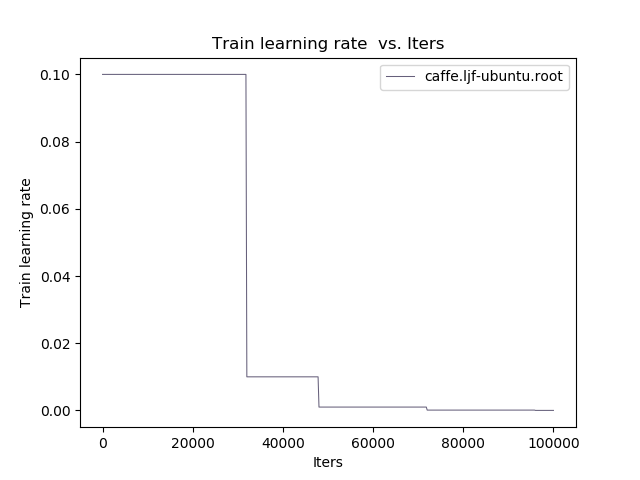 Train learning rate  vs. Iters
caffe.ljf-ubuntu.root
Train learning rate
0.10
0.08
0.06
0.04
0.02
0.00
0 20000 40000 60000 80000 100000
Iters